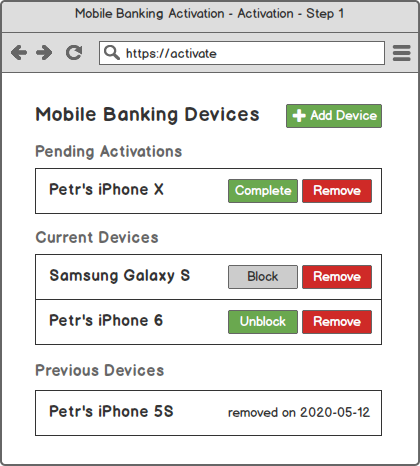 Mobile Banking Activation - Activation - Step 1
https://activate
Mobile Banking Devices
Add Device
Pending Activations
Petr's iPhone X
Complete
Remove
Current Devices
Samsung Galaxy S
Block
Remove
Petr's iPhone 6
Unblock
Remove
Previous Devices
Petr's iPhone 5S
removed on 2020-05-12